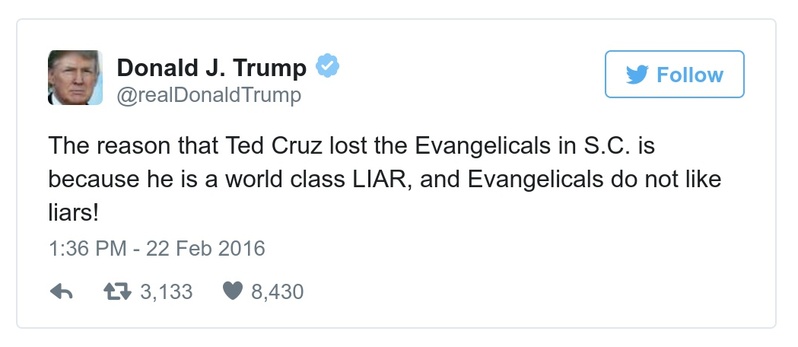 Donald J. Trump
@realDonaldTrump
Follow
The reason that Ted Cruz lost the Evangelicals in S.C. is
because he is a world class LIAR, and Evangelicals do not like
liars!
1:36 PM - 22 Feb 2016
3,133 8,430